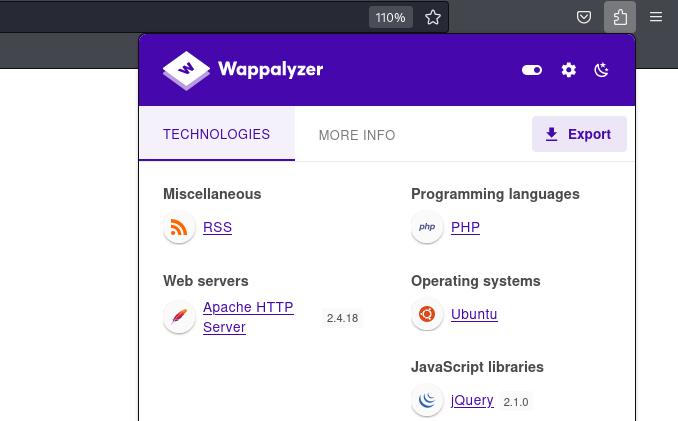 110%
Wappalyzer
TECHNOLOGIES
MORE INFO
Export
Miscellaneous
RSS
Programming languages
php
PHP
Web servers
Apache HTTP
Server
2.4.18
Operating systems
Ubuntu
JavaScript libraries
jQuery
2.1.0